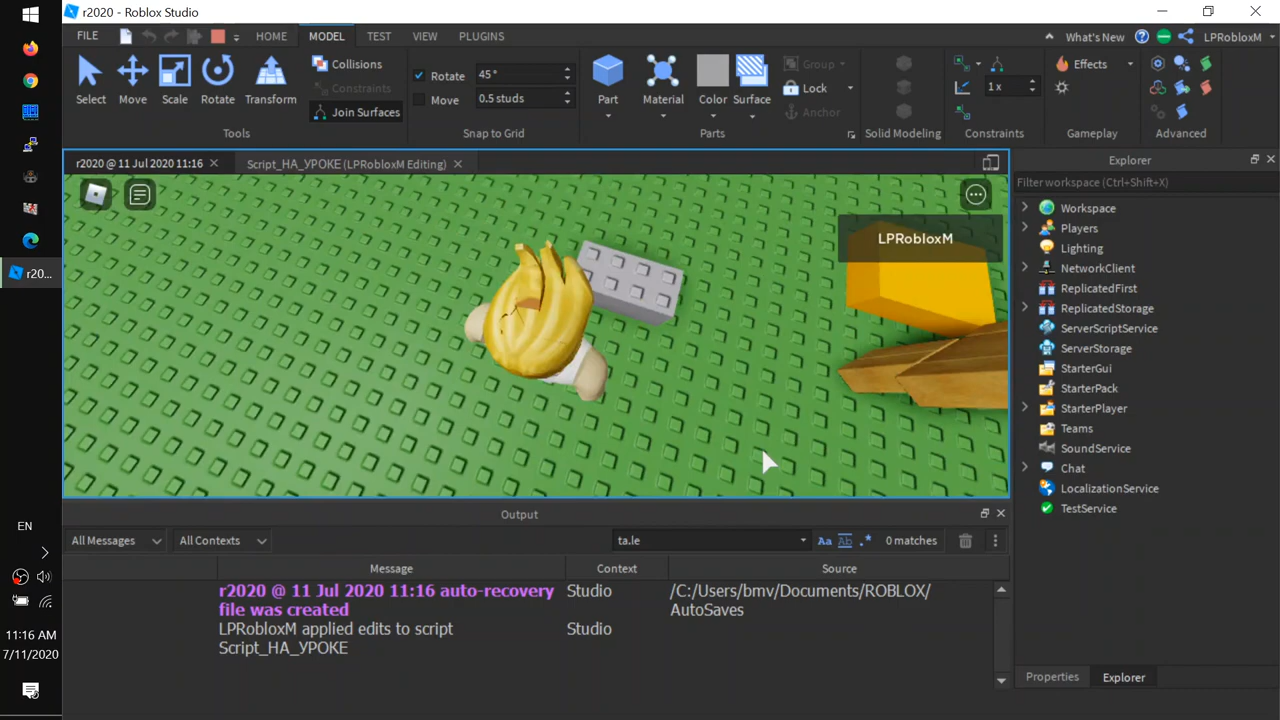 r2020 - Roblox Studio
FILE
HOME
MODEL
TEST
VIEW
PLUGINS
What's New
LPRobloxM
Select
Move
Scale
Rotate
Transform
Collisions
Constraints
Join Surfaces
Tools
Rotate
45°
Move
0.5 studs
Snap to Grid
Part
Material
Color
Surface
Group
Lock
Anchor
Parts
Solid Modeling
1 x
Constraints
Effects
Gameplay
Advanced
r2020 @ 11 Jul 2020 11:16
Script_НА_УРОКЕ (LPRobloxM Editing)
LPRobloxM
Explorer
Filter workspace (Ctrl+Shift+X)
Workspace
Players
Lighting
NetworkClient
ReplicatedFirst
ReplicatedStorage
ServerScriptService
ServerStorage
StarterGui
StarterPack
StarterPlayer
Teams
SoundService
Chat
LocalizationService
TestService
Properties
Explorer
Output
All Messages
All Contexts
ta.le
Aa
Ab
.*
0 matches
Message
Context
Source
r2020 @ 11 Jul 2020 11:16 auto-recovery
file was created
Studio
/C:/Users/bmv/Documents/ROBLOX/
AutoSaves
LPRobloxM applied edits to script
Script_НА_УРОКЕ
Studio
r20...
EN
11:16 AM
7/11/2020